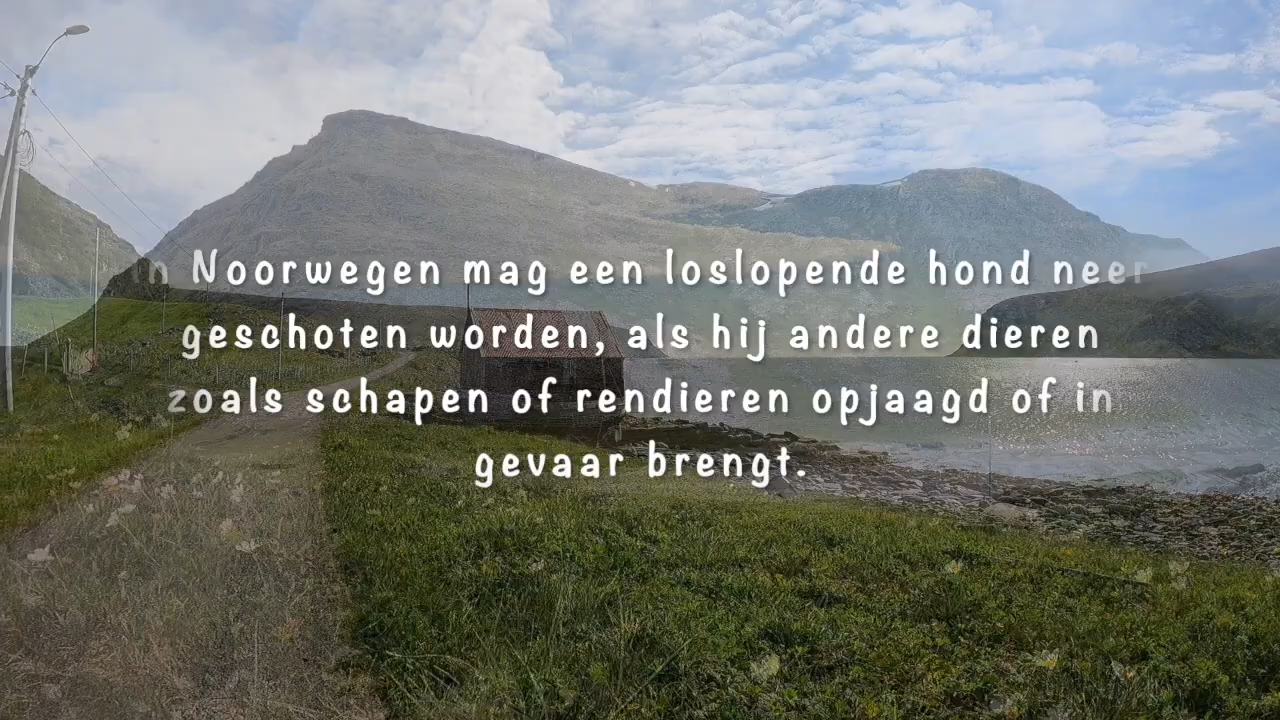 In Noorwegen mag een loslopende hond neer
geschoten worden, als hij andere dieren
zoals schapen of rendieren opjaagd of in
gevaar brengt.